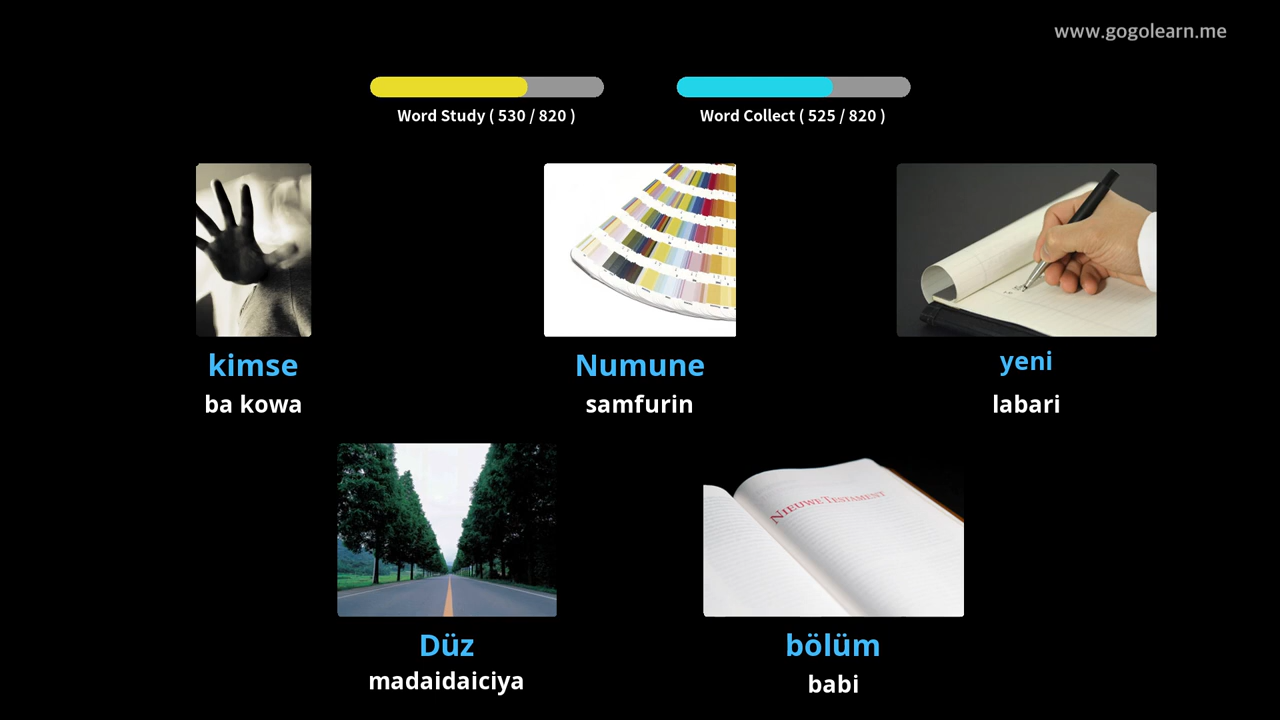 www.gogolearn.me
Word Study ( 530 / 820 )
Word Collect ( 525 / 820 )
kimse
ba kowa
Numune
samfurin
yeni
labari
Düz
madaidaiciya
NIEUWE TESTAMENT
bölüm
babi